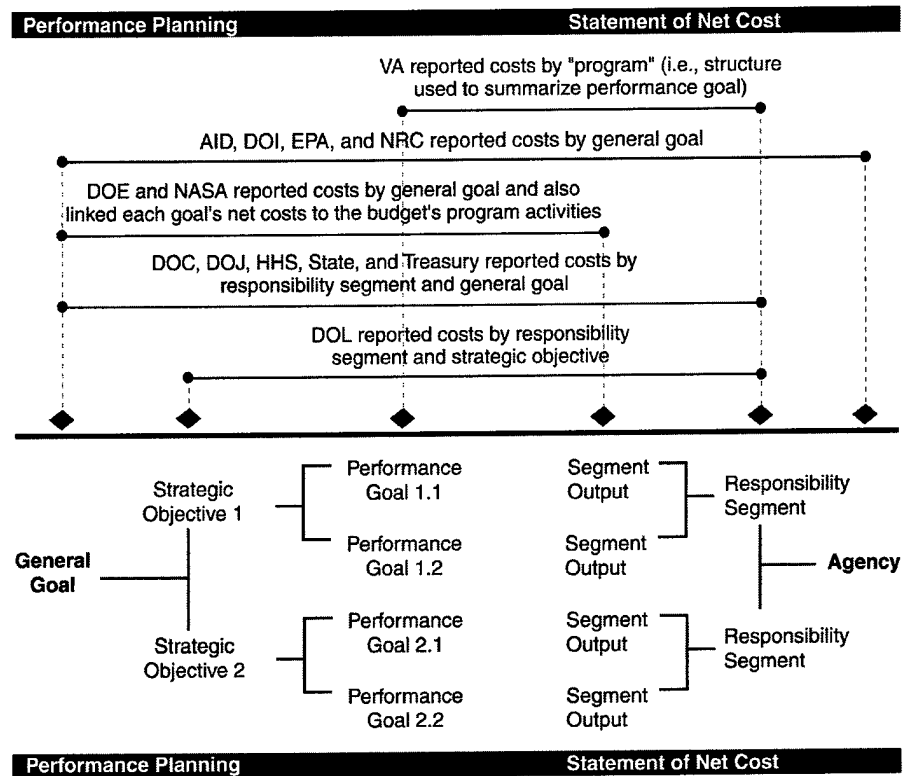 Performance Planning
Statement of Net Cost
VA reported costs by "program" (i.e., structure
used to summarize performance goal)
AID, DOI, EPA, and NRC reported costs by general goal
DOE and NASA reported costs by general goal and also
linked each goal's net costs to the budget's program activities
DOC, DOJ, HHS, State, and Treasury reported costs by
responsibility segment and general goal
DOL reported costs by responsibility
segment and strategic objective
General
Goal
Strategic
Objective 1
Strategic
Objective 2
Performance
Goal 1.1
Performance
Goal 1.2
Performance
Goal 2.1
Performance
Goal 2.2
Segment
Output
Segment
Output
Segment
Output
Segment
Output
Responsibility
Segment
Responsibility
Segment
Agency
Performance Planning
Statement of Net Cost